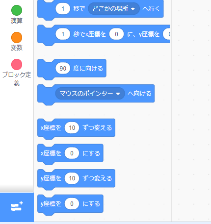 演算
変数
ブロック定
義
1 秒で どこかの場所 へ行く
1 秒でx座標を 0 に、y座標を
90 度に向ける
マウスのポインター へ向ける
x座標を 10 ずつ変える
x座標を 0 にする
y座標を 10 ずつ変える
y座標を 0 にする